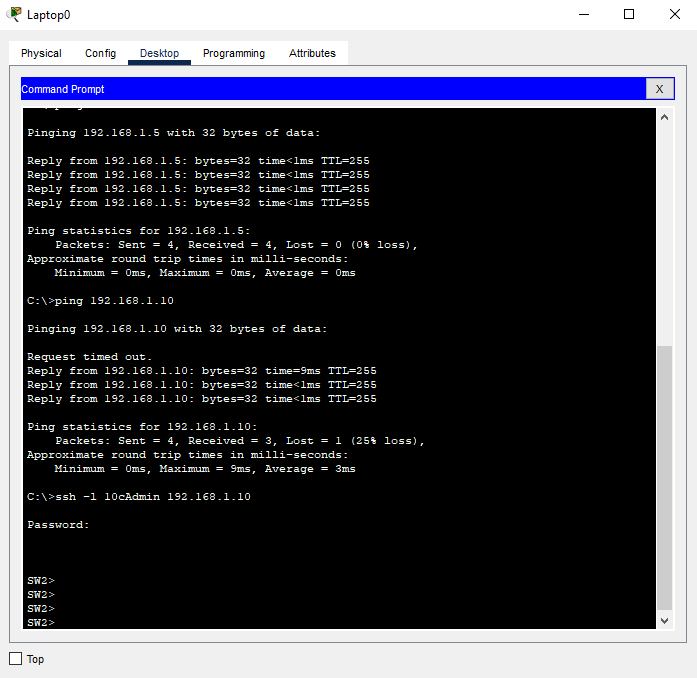 Laptop0
Physical Config Desktop Programming Attributes
Command Prompt X
Pinging 192.168.1.5 with 32 bytes of data:
Reply from 192.168.1.5: bytes=32 time<1ms TTL=255
Reply from 192.168.1.5: bytes=32 time<1ms TTL=255
Reply from 192.168.1.5: bytes=32 time<1ms TTL=255
Reply from 192.168.1.5: bytes=32 time<1ms TTL=255
Ping statistics for 192.168.1.5:
Packets: Sent = 4, Received = 4, Lost = 0 (0% loss),
Approximate round trip times in milli-seconds:
Minimum = 0ms, Maximum = 0ms, Average = 0ms
C:\>ping 192.168.1.10
Pinging 192.168.1.10 with 32 bytes of data:
Request timed out.
Reply from 192.168.1.10: bytes=32 time=9ms TTL=255
Reply from 192.168.1.10: bytes=32 time<1ms TTL=255
Reply from 192.168.1.10: bytes=32 time<1ms TTL=255
Ping statistics for 192.168.1.10:
Packets: Sent = 4, Received = 3, Lost = 1 (25% loss),
Approximate round trip times in milli-seconds:
Minimum = 0ms, Maximum = 9ms, Average = 3ms
C:\>ssh -l 10cAdmin 192.168.1.10
Password:
SW2>
SW2>
SW2>
SW2>
Top